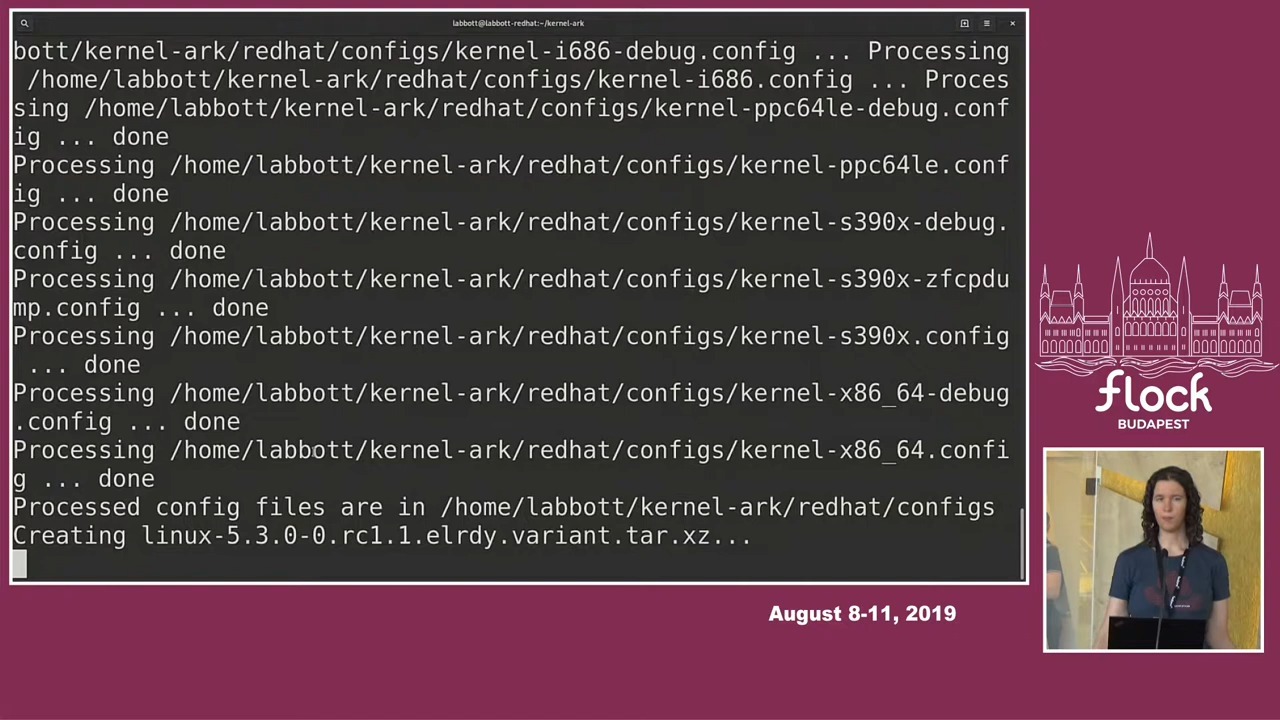 labbott@labbott-redhat:~/kernel-ark
bott/kernel-ark/redhat/configs/kernel-i686-debug.config ... Processing
/home/labbott/kernel-ark/redhat/configs/kernel-i686.config ... Proces
sing /home/labbott/kernel-ark/redhat/configs/kernel-ppc64le-debug.conf
ig ... done
Processing /home/labbott/kernel-ark/redhat/configs/kernel-ppc64le.conf
ig ... done
Processing /home/labbott/kernel-ark/redhat/configs/kernel-s390x-debug.
config ... done
Processing /home/labbott/kernel-ark/redhat/configs/kernel-s390x-zfcpdu
mp.config ... done
Processing /home/labbott/kernel-ark/redhat/configs/kernel-s390x.config
... done
Processing /home/labbott/kernel-ark/redhat/configs/kernel-x86_64-debug
.config ... done
Processing /home/labbott/kernel-ark/redhat/configs/kernel-x86_64.confi
g ... done
Processed config files are in /home/labbott/kernel-ark/redhat/configs
Creating linux-5.3.0-0.rc1.1.elrdy.variant.tar.xz...
flock
BUDAPEST
August 8-11, 2019